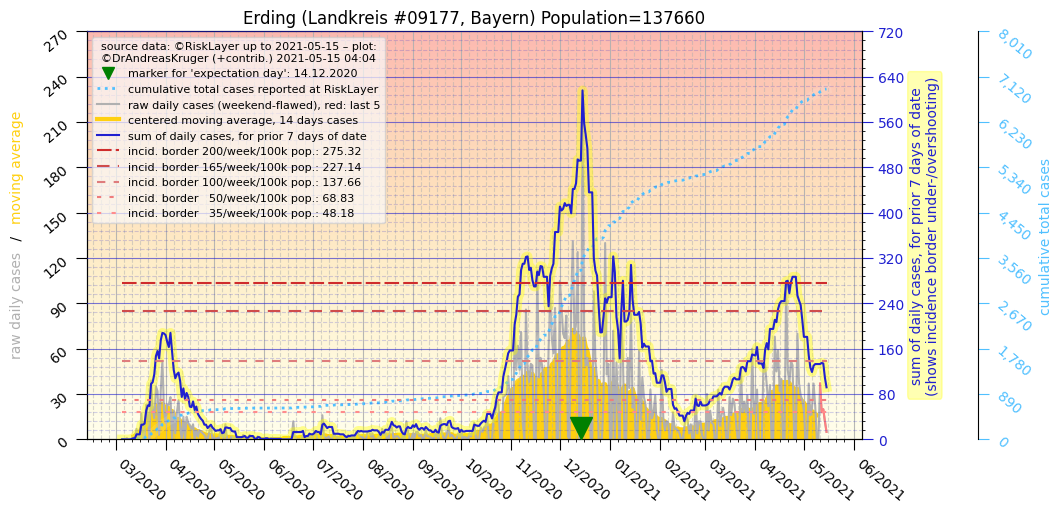 Erding (Landkreis #09177, Bayern) Population=137660
source data: ©RiskLayer up to 2021-05-15 – plot:
©DrAndreasKruger (+contrib.) 2021-05-15 04:04
marker for 'expectation day': 14.12.2020
cumulative total cases reported at RiskLayer
raw daily cases (weekend-flawed), red: last 5
centered moving average, 14 days cases
sum of daily cases, for prior 7 days of date
incid. border 200/week/100k pop.: 275.32
incid. border 165/week/100k pop.: 227.14
incid. border 100/week/100k pop.: 137.66
incid. border   50/week/100k pop.: 68.83
incid. border   35/week/100k pop.: 48.18
raw daily cases / moving average
270
240
210
180
150
120
90
60
30
0
03/2020
04/2020
05/2020
06/2020
07/2020
08/2020
09/2020
10/2020
11/2020
12/2020
01/2021
02/2021
03/2021
04/2021
05/2021
06/2021
720
640
560
480
400
320
240
160
80
0
sum of daily cases, for prior 7 days of date
(shows incidence border under-/overshooting)
8,010
7,120
6,230
5,340
4,450
3,560
2,670
1,780
890
0
cumulative total cases